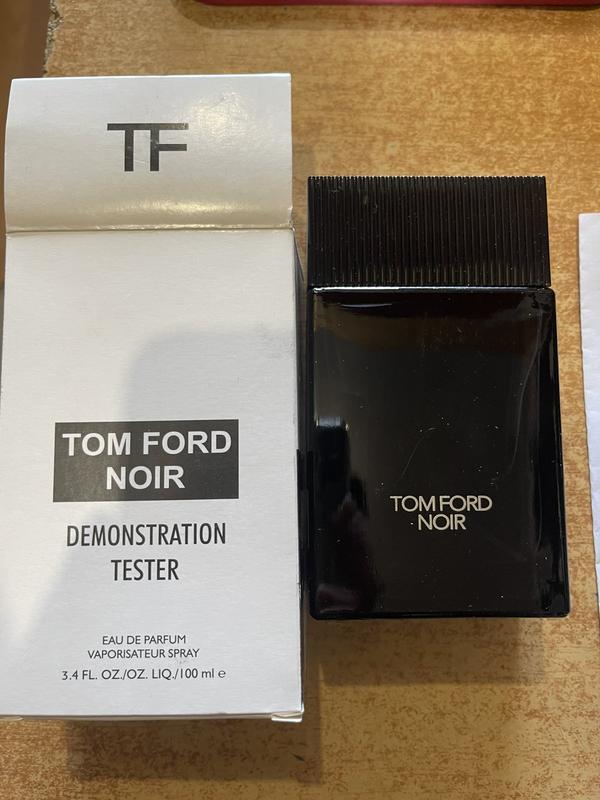 TF
TOM FORD
NOIR
DEMONSTRATION
TESTER
EAU DE PARFUM
VAPORISATEUR SPRAY
3.4 FL. OZ./OZ. LIQ./100 ml e
TOM FORD
NOIR